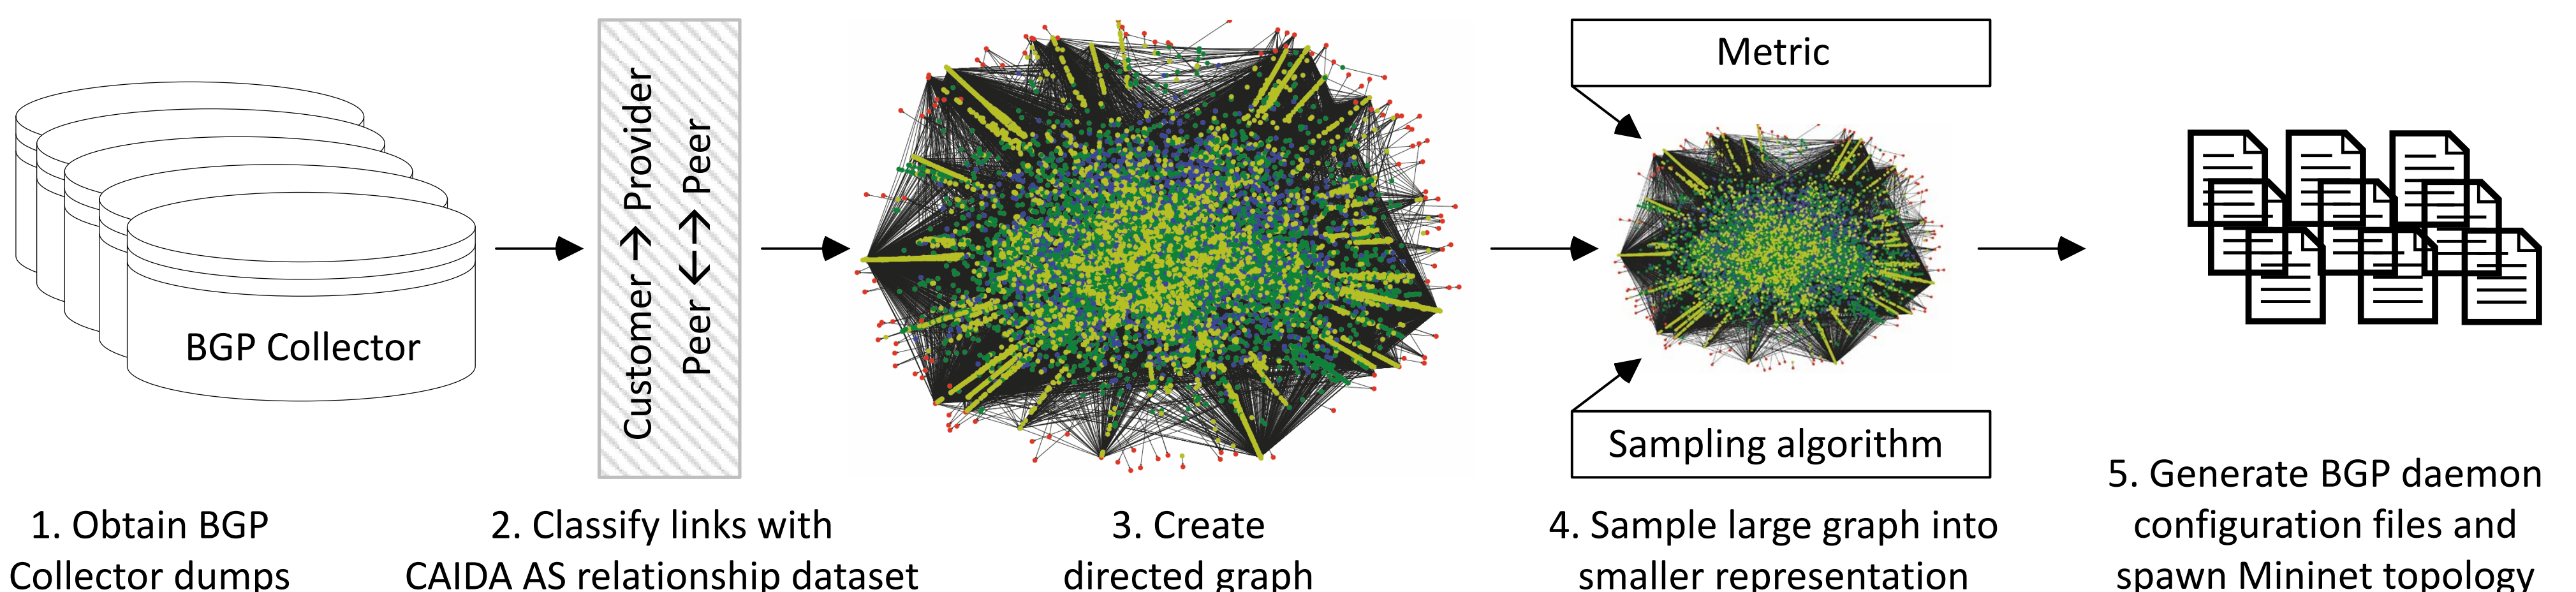 BGP Collector
Customer → Provider
Peer ←→ Peer
Metric
Sampling algorithm
1. Obtain BGP
Collector dumps
2. Classify links with
CAIDA AS relationship dataset
3. Create
directed graph
4. Sample large graph into
smaller representation
5. Generate BGP daemon
configuration files and
spawn Mininet topology